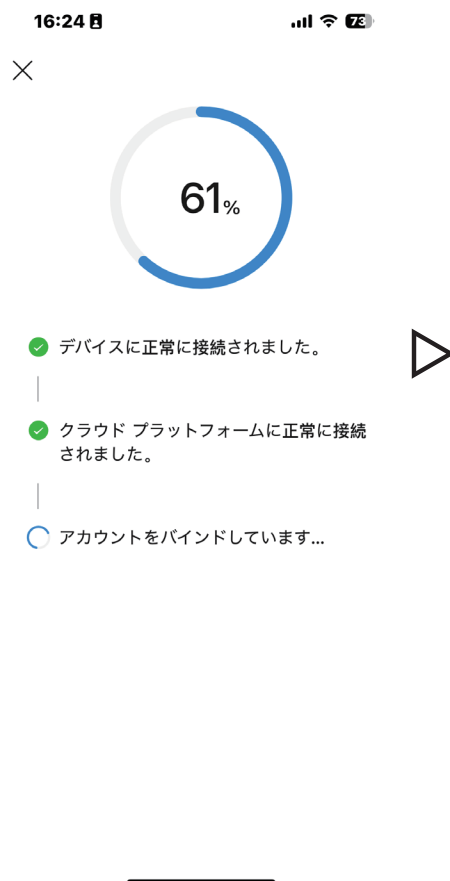 16:24
73
61%
デバイスに正常に接続されました。
クラウド プラットフォームに正常に接続
されました。
アカウントをバインドしています...